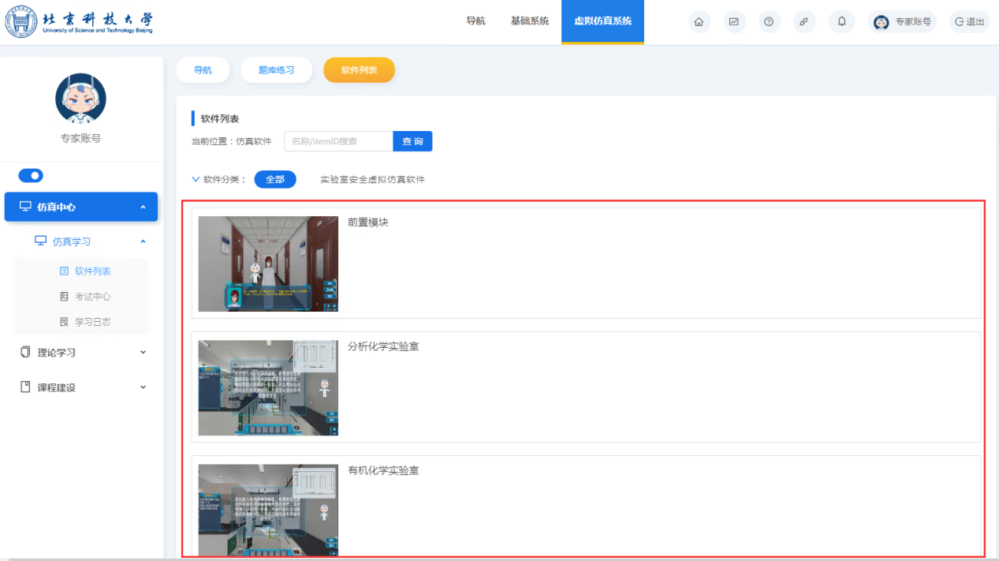 北京科技大学
University of Science and Technology Beijing
导航
基础系统
虚拟仿真系统
专家账号
退出
专家账号
仿真中心
仿真学习
软件列表
考试中心
学习日志
理论学习
课程建设
导航
题库练习
软件列表
软件列表
当前位置：仿真软件
名称/itemID搜索
查 询
软件分类：
全部
实验室安全虚拟仿真软件
前置模块
分析化学实验室
有机化学实验室